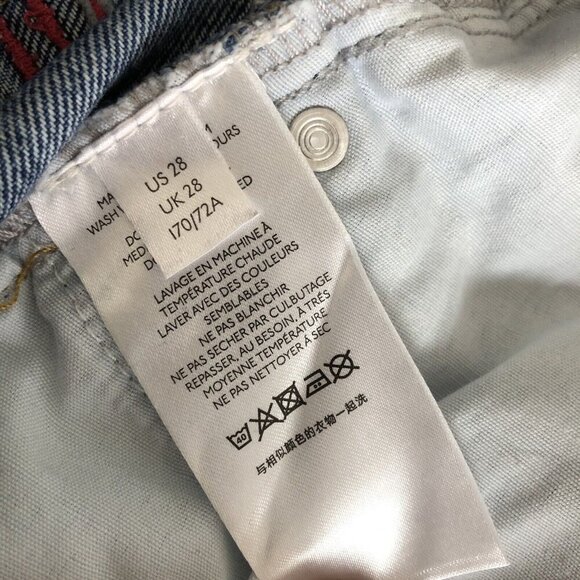 US 28
UK 28
170/72A
LAVAGE EN MACHINE À
TEMPÉRATURE CHAUDE
LAVER AVEC DES COULEURS
SEMBLABLES
NE PAS BLANCHIR
NE PAS SÉCHER PAR CULBUTAGE
REPASSER, AU BESOIN, À TRÈS
MOYENNE TEMPÉRATURE
NE PAS NETTOYER À SEC
40
与相似颜色的衣物一起洗